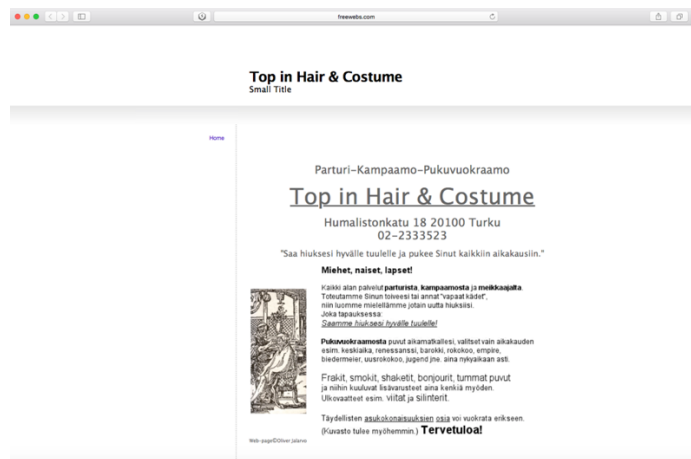 freewebs.com
Top in Hair & Costume
Small Title
Home
Parturi-Kampaamo-Pukuvuokraamo
Top in Hair & Costume
Humalistonkatu 18 20100 Turku
02-2333523
"Saa hiuksesi hyvälle tuulelle ja pukee Sinut kaikkiin aikakausiin."
Miehet, naiset, lapset!
Kaikki alan palvelut parturista, kampaamosta ja meikkaajalta.
Toteutamme Sinun toiveesi tai annat "vapaat kädet",
niin luomme mielellämme jotain uutta hiuksiisi.
Joka tapauksessa:
Saamme hiuksesi hyvälle tuulelle!
Pukuvuokraamosta puvut aikamatkallesi, valitset vain aikakauden
esim. keskiaika, renessanssi, barokki, rokokoo, empire,
biedermeier, uusrokokoo, jugend jne. aina nykyaikaan asti.
Frakit, smokit, shaketit, bonjourit, tummat puvut
ja niihin kuuluvat lisävarusteet aina kenkiä myöden.
Ulkovaatteet esim. viitat ja silinterit.
Täydellisten asukokonaisuuksien osia voi vuokrata erikseen.
(Kuvasto tulee myöhemmin.) Tervetuloa!
Web-page©Oliver Jalarvo